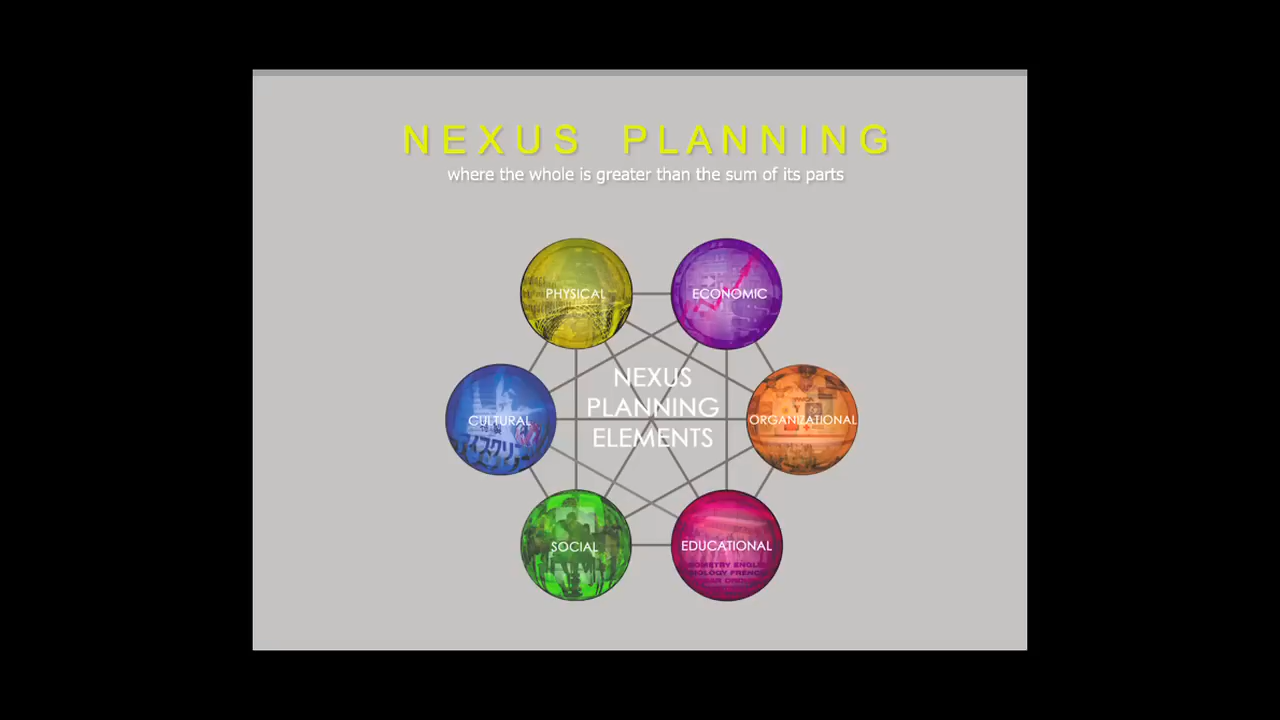 NEXUS PLANNING
where the whole is greater than the sum of its parts
PHYSICAL
ECONOMIC
NEXUS
PLANNING
ELEMENTS
CULTURAL
ORGANIZATIONAL
SOCIAL
EDUCATIONAL